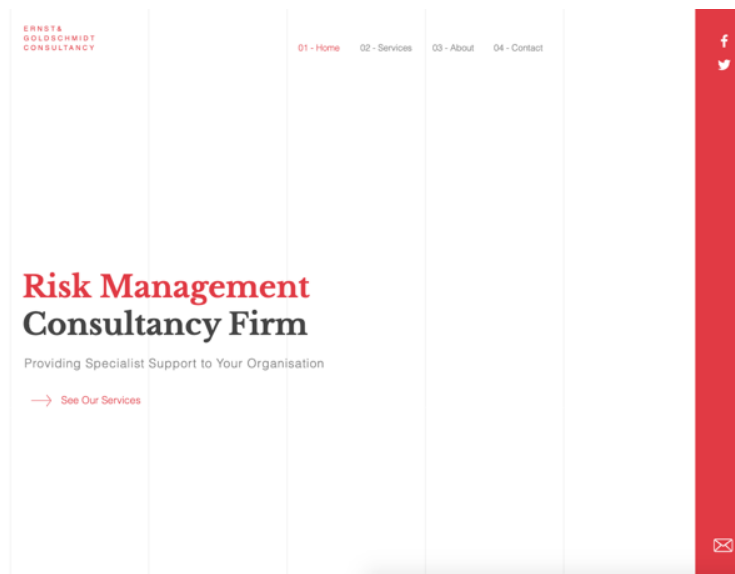 ERNST&
GOLDSCHMIDT
CONSULTANCY
01 - Home 02 - Services 03 - About 04 - Contact
Risk Management
Consultancy Firm
Providing Specialist Support to Your Organisation
See Our Services